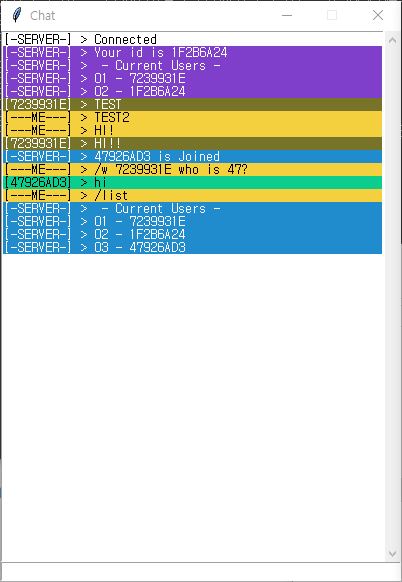 Chat
[-SERVER-] > Connected
[-SERVER-] > Your id is 1F2B6A24
[-SERVER-] >  - Current Users -
[-SERVER-] > 01 - 7239931E
[-SERVER-] > 02 - 1F2B6A24
[7239931E] > TEST
[---ME---] > TEST2
[---ME---] > HI!
[7239931E] > HI!!
[-SERVER-] > 47926AD3 is Joined
[---ME---] > /w 7239931E who is 47?
[47926AD3] > hi
[---ME---] > /list
[-SERVER-] >  - Current Users -
[-SERVER-] > 01 - 7239931E
[-SERVER-] > 02 - 1F2B6A24
[-SERVER-] > 03 - 47926AD3